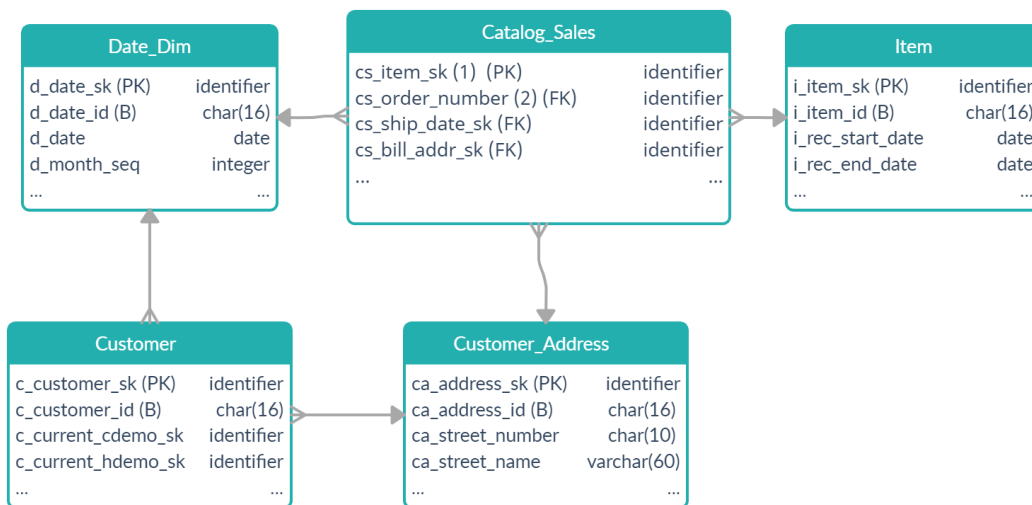 Date_Dim
d_date_sk (PK) identifier
d_date_id (B) char(16)
d_date date
d_month_seq integer
... ...
Catalog_Sales
cs_item_sk (1) (PK) identifier
cs_order_number (2) (FK) identifier
cs_ship_date_sk (FK) identifier
cs_bill_addr_sk (FK) identifier
... ...
Item
i_item_sk (PK) identifier
i_item_id (B) char(16)
i_rec_start_date date
i_rec_end_date date
... ...
Customer
c_customer_sk (PK) identifier
c_customer_id (B) char(16)
c_current_cdemo_sk identifier
c_current_hdemo_sk identifier
... ...
Customer_Address
ca_address_sk (PK) identifier
ca_address_id (B) char(16)
ca_street_number char(10)
ca_street_name varchar(60)
... ...